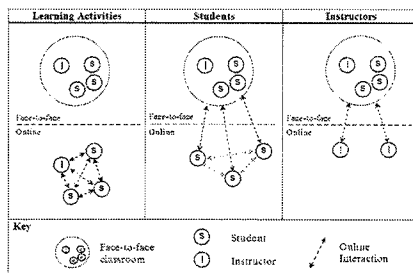 Learning Activities
Students
Instructors
I
S
S
S
S
I
S
S
S
S
I
S
S
S
S
Face-to-face
Online
Face-to-face
Online
Face-to-face
Online
S
I
S
S
S
S
S
I
I
Key
Face-to-face
classroom
S
Student
I
Instructor
Online
Interaction